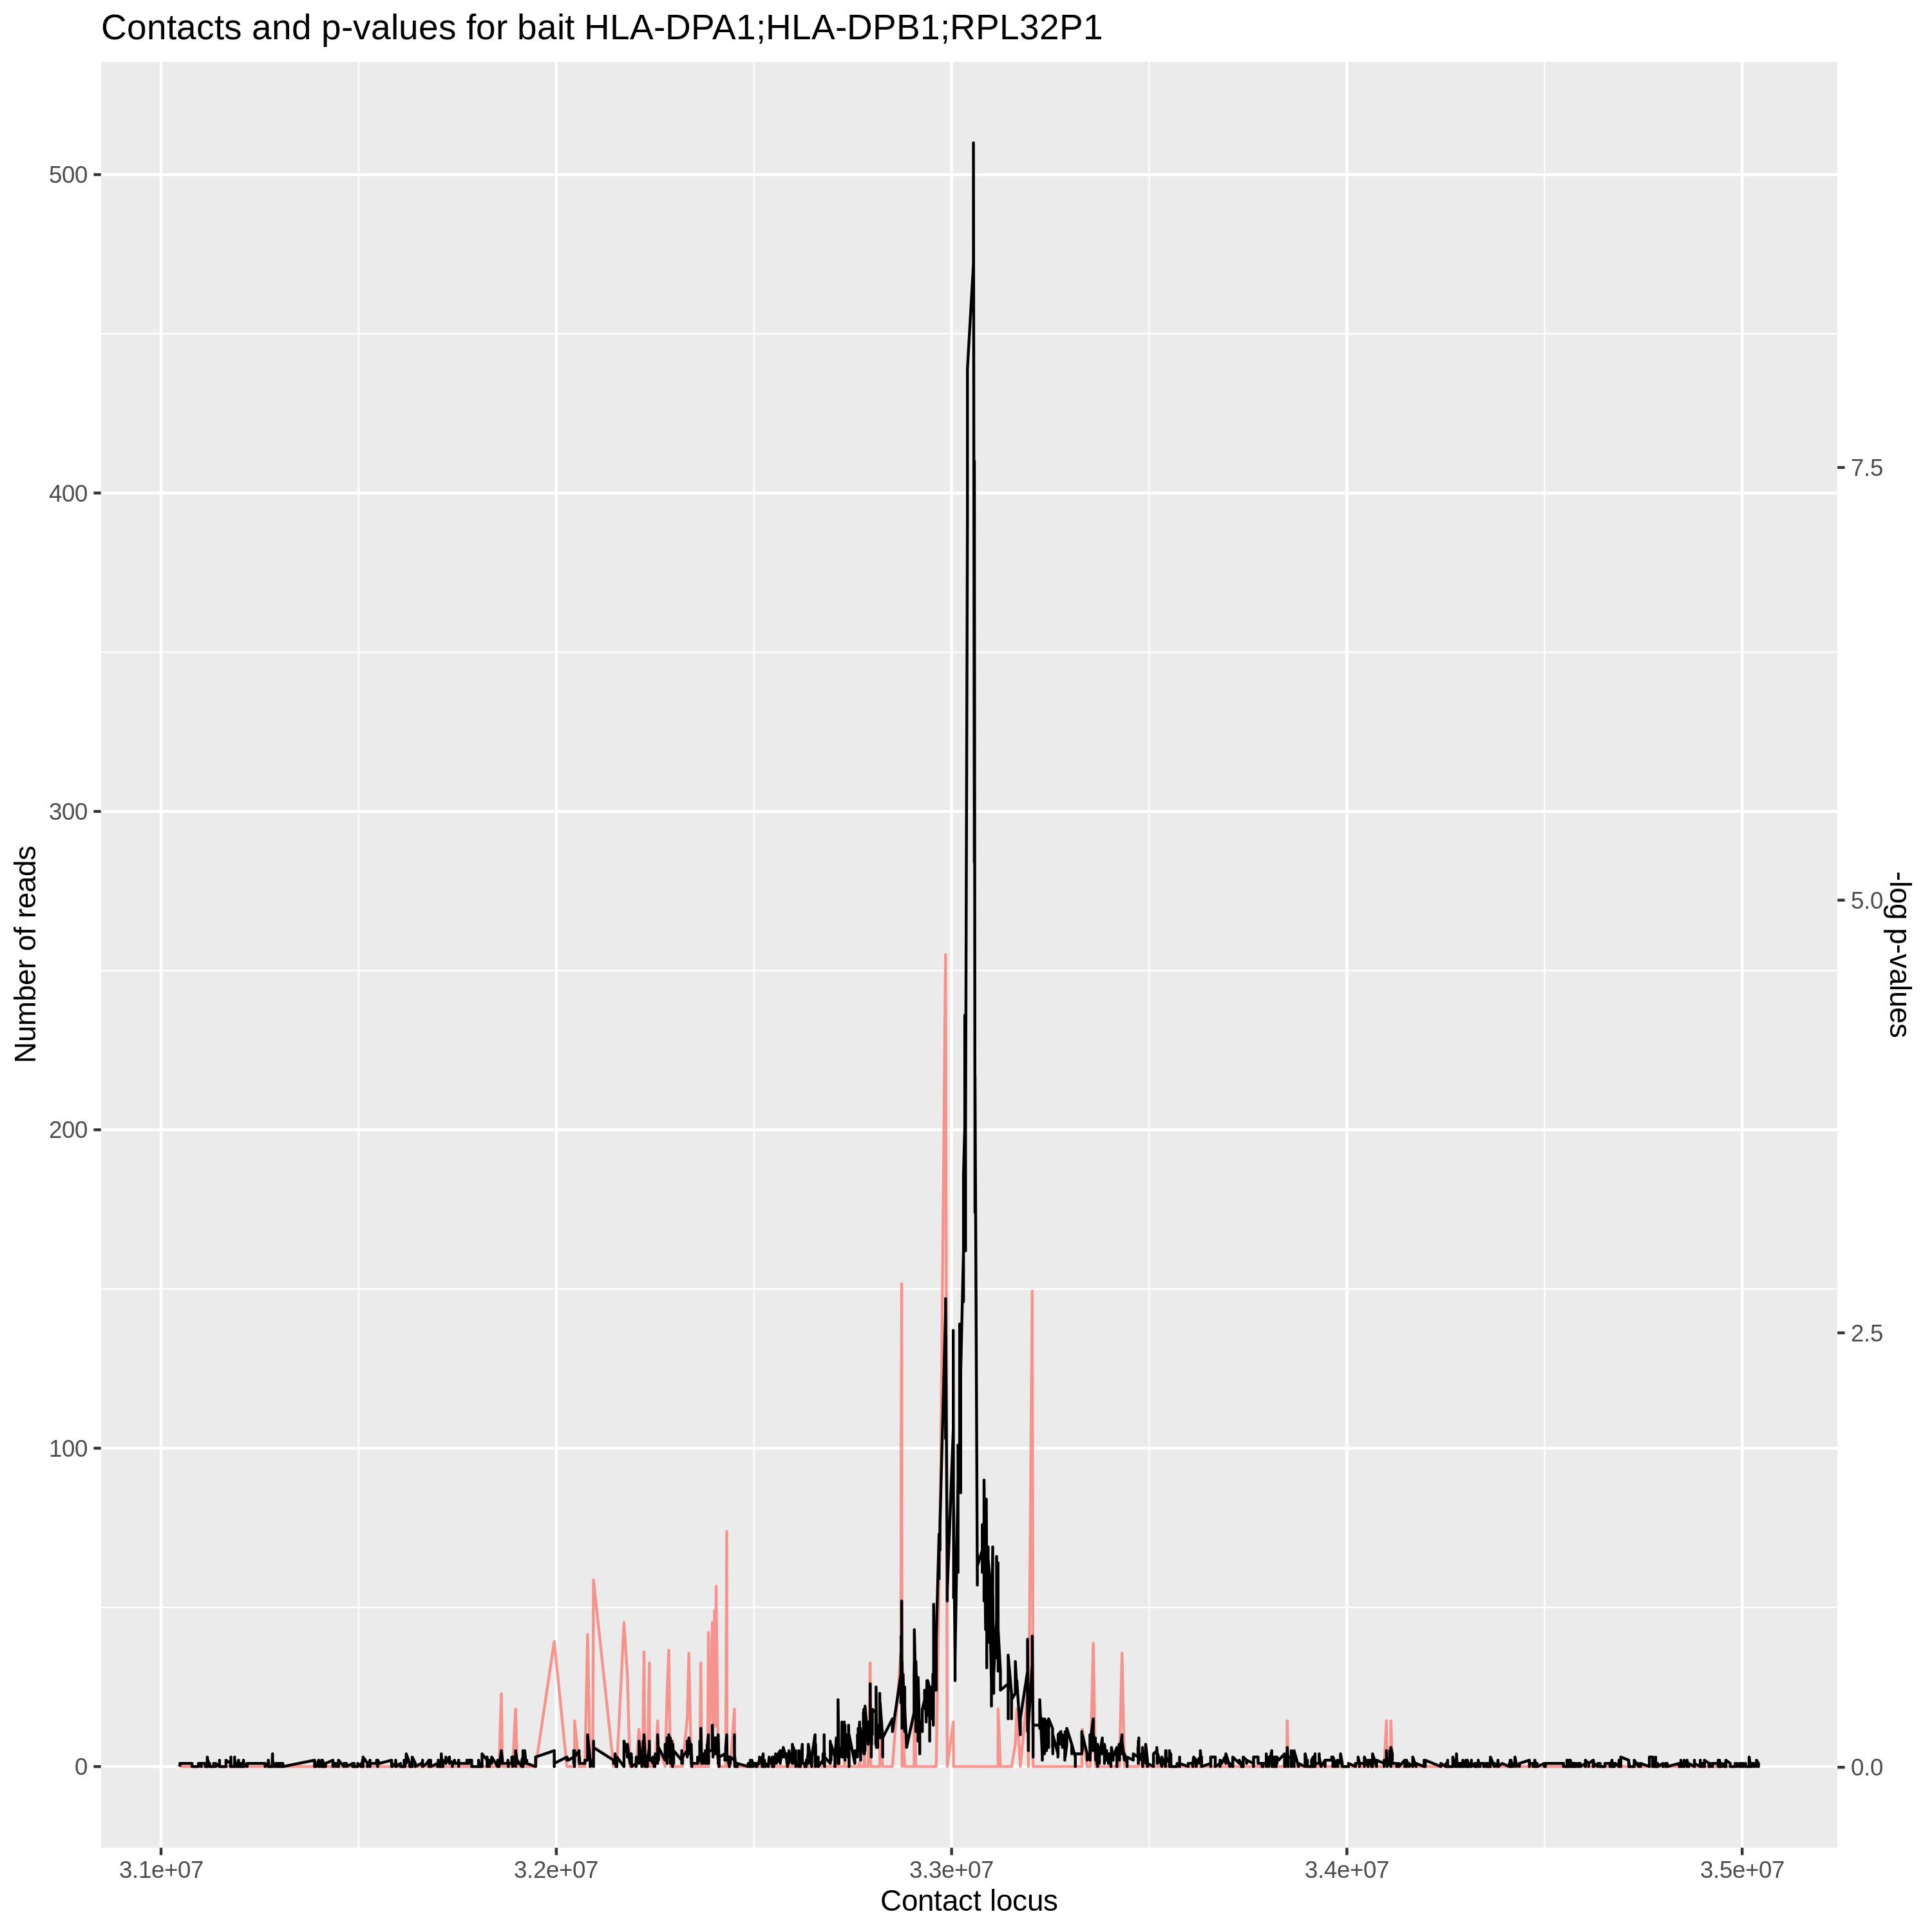 Contacts and p-values for bait HLA-DPA1;HLA-DPB1;RPL32P1
500
400
300
200
100
0
Number of reads
7.5
5.0
2.5
0.0
-log p-values
3.1e+07
3.2e+07
3.3e+07
3.4e+07
3.5e+07
Contact locus